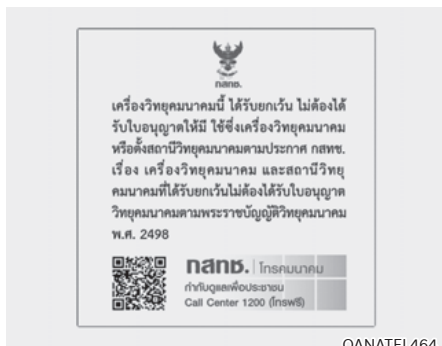 กสทช.
เครื่องวิทยุคมนาคมนี้ ได้รับยกเว้น ไม่ต้องได้
รับใบอนุญาตให้มี ใช้ซึ่งเครื่องวิทยุคมนาคม
หรือตั้งสถานีวิทยุคมนาคมตามประกาศ กสทช.
เรื่อง เครื่องวิทยุคมนาคม และสถานีวิทยุ
คมนาคมที่ได้รับยกเว้นไม่ต้องได้รับใบอนุญาต
วิทยุคมนาคมตามพระราชบัญญัติวิทยุคมนาคม
พ.ศ. 2498
กสทช. โทรคมนาคม
กำกับดูแลเพื่อประชาชน
Call Center 1200 (โทรฟรี)
OANATEL464